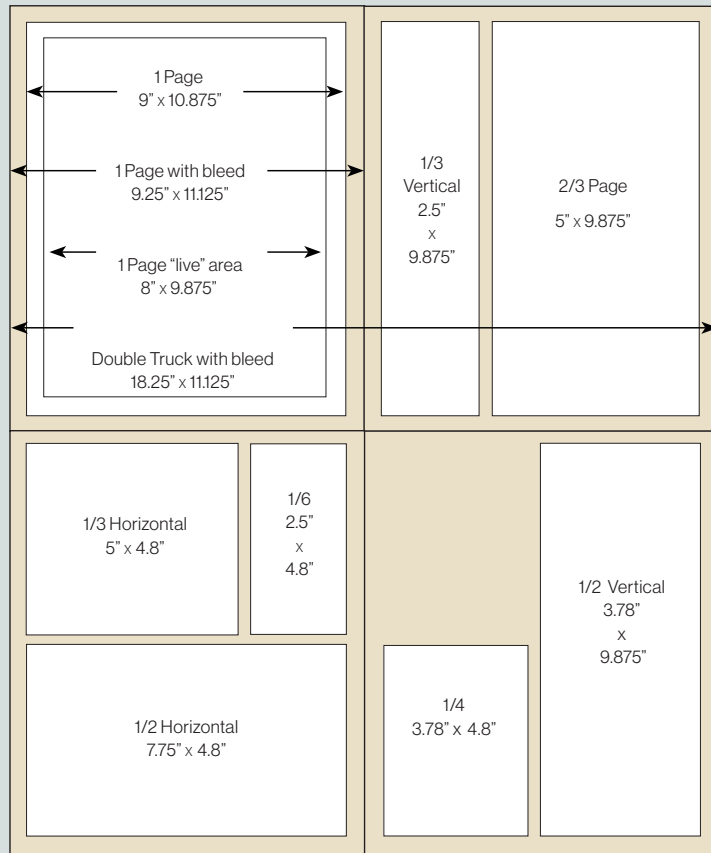 1 Page
9” x 10.875”
1 Page with bleed
9.25” x 11.125”
1 Page “live” area
8” x 9.875”
Double Truck with bleed
18.25” x 11.125”
1/3
Vertical
2.5”
x
9.875”
2/3 Page
5” x 9.875”
1/3 Horizontal
5” x 4.8”
1/6
2.5”
x
4.8”
1/2 Horizontal
7.75” x 4.8”
1/4
3.78” x 4.8”
1/2 Vertical
3.78”
x
9.875”